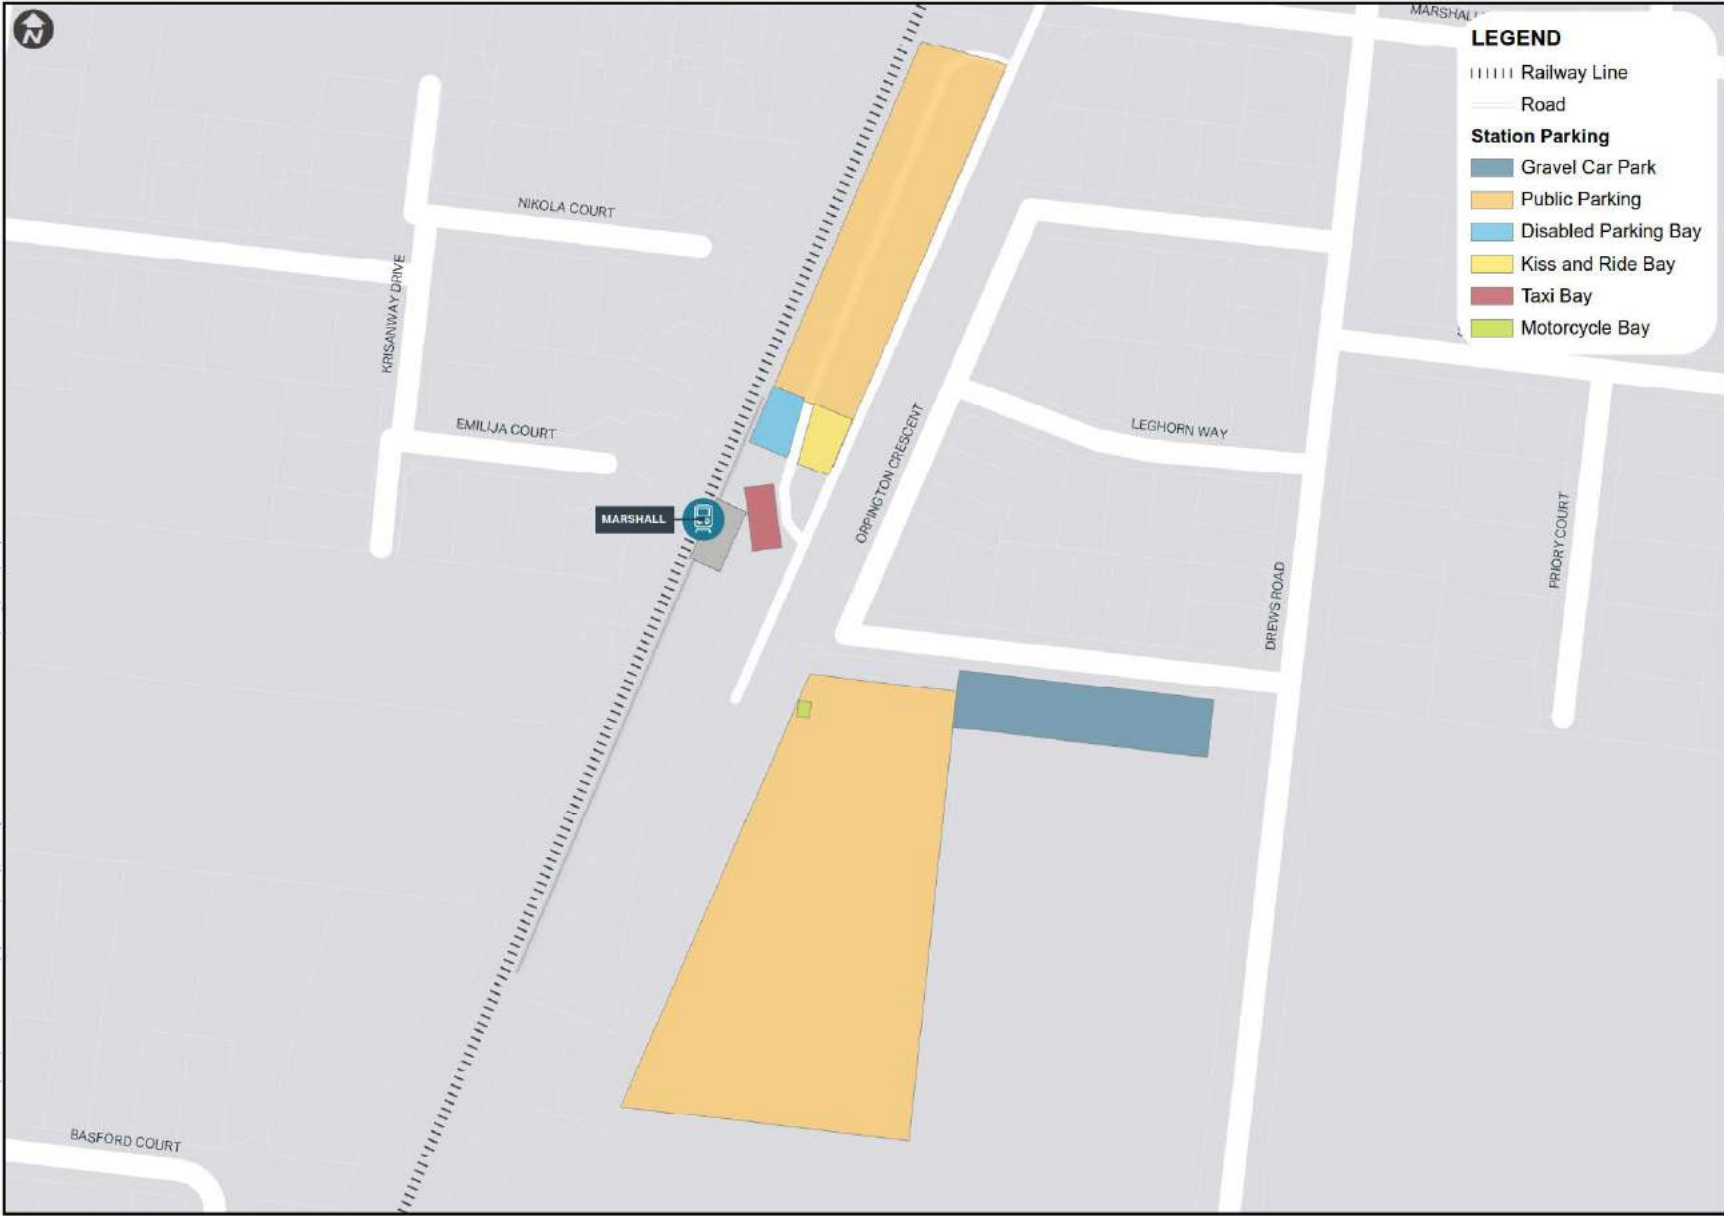 N
MARSHALL
LEGEND
Railway Line
Road
Station Parking
Gravel Car Park
Public Parking
Disabled Parking Bay
Kiss and Ride Bay
Taxi Bay
Motorcycle Bay
NIKOLA COURT
KRISANWAY DRIVE
EMILIJA COURT
ORPINGTON CRESCENT
LEGHORN WAY
MARSHALL
PRIORY COURT
DREWS ROAD
BASFORD COURT